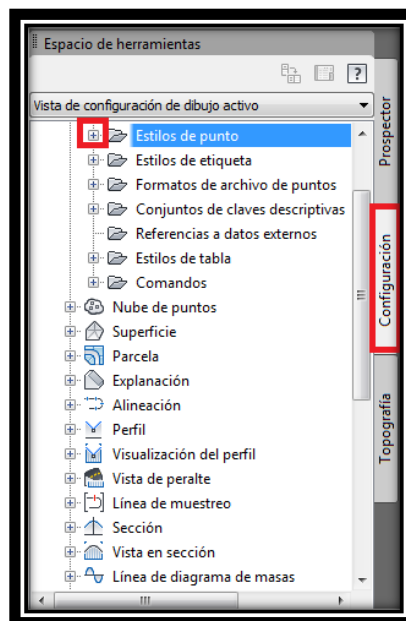 Espacio de herramientas
?
Vista de configuración de dibujo activo
Estilos de punto
Estilos de etiqueta
Formatos de archivo de puntos
Conjuntos de claves descriptivas
Referencias a datos externos
Estilos de tabla
Comandos
Nube de puntos
Superficie
Parcela
Explanación
Alineación
Perfil
Visualización del perfil
Vista de peralte
Línea de muestreo
Sección
Vista en sección
Línea de diagrama de masas
Prospector
Configuración
Topografía